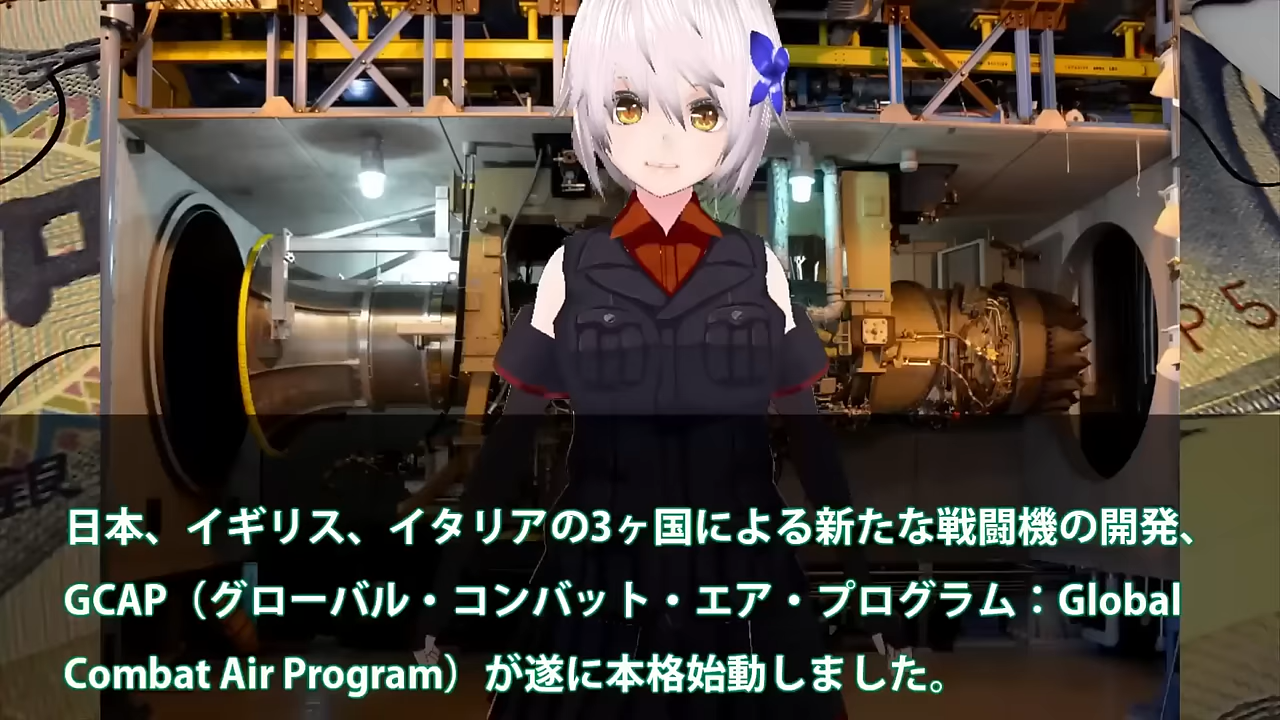 日本、イギリス、イタリアの3ヶ国による新たな戦闘機の開発、
GCAP（グローバル・コンバット・エア・プログラム：Global
Combat Air Program）が遂に本格始動しました。